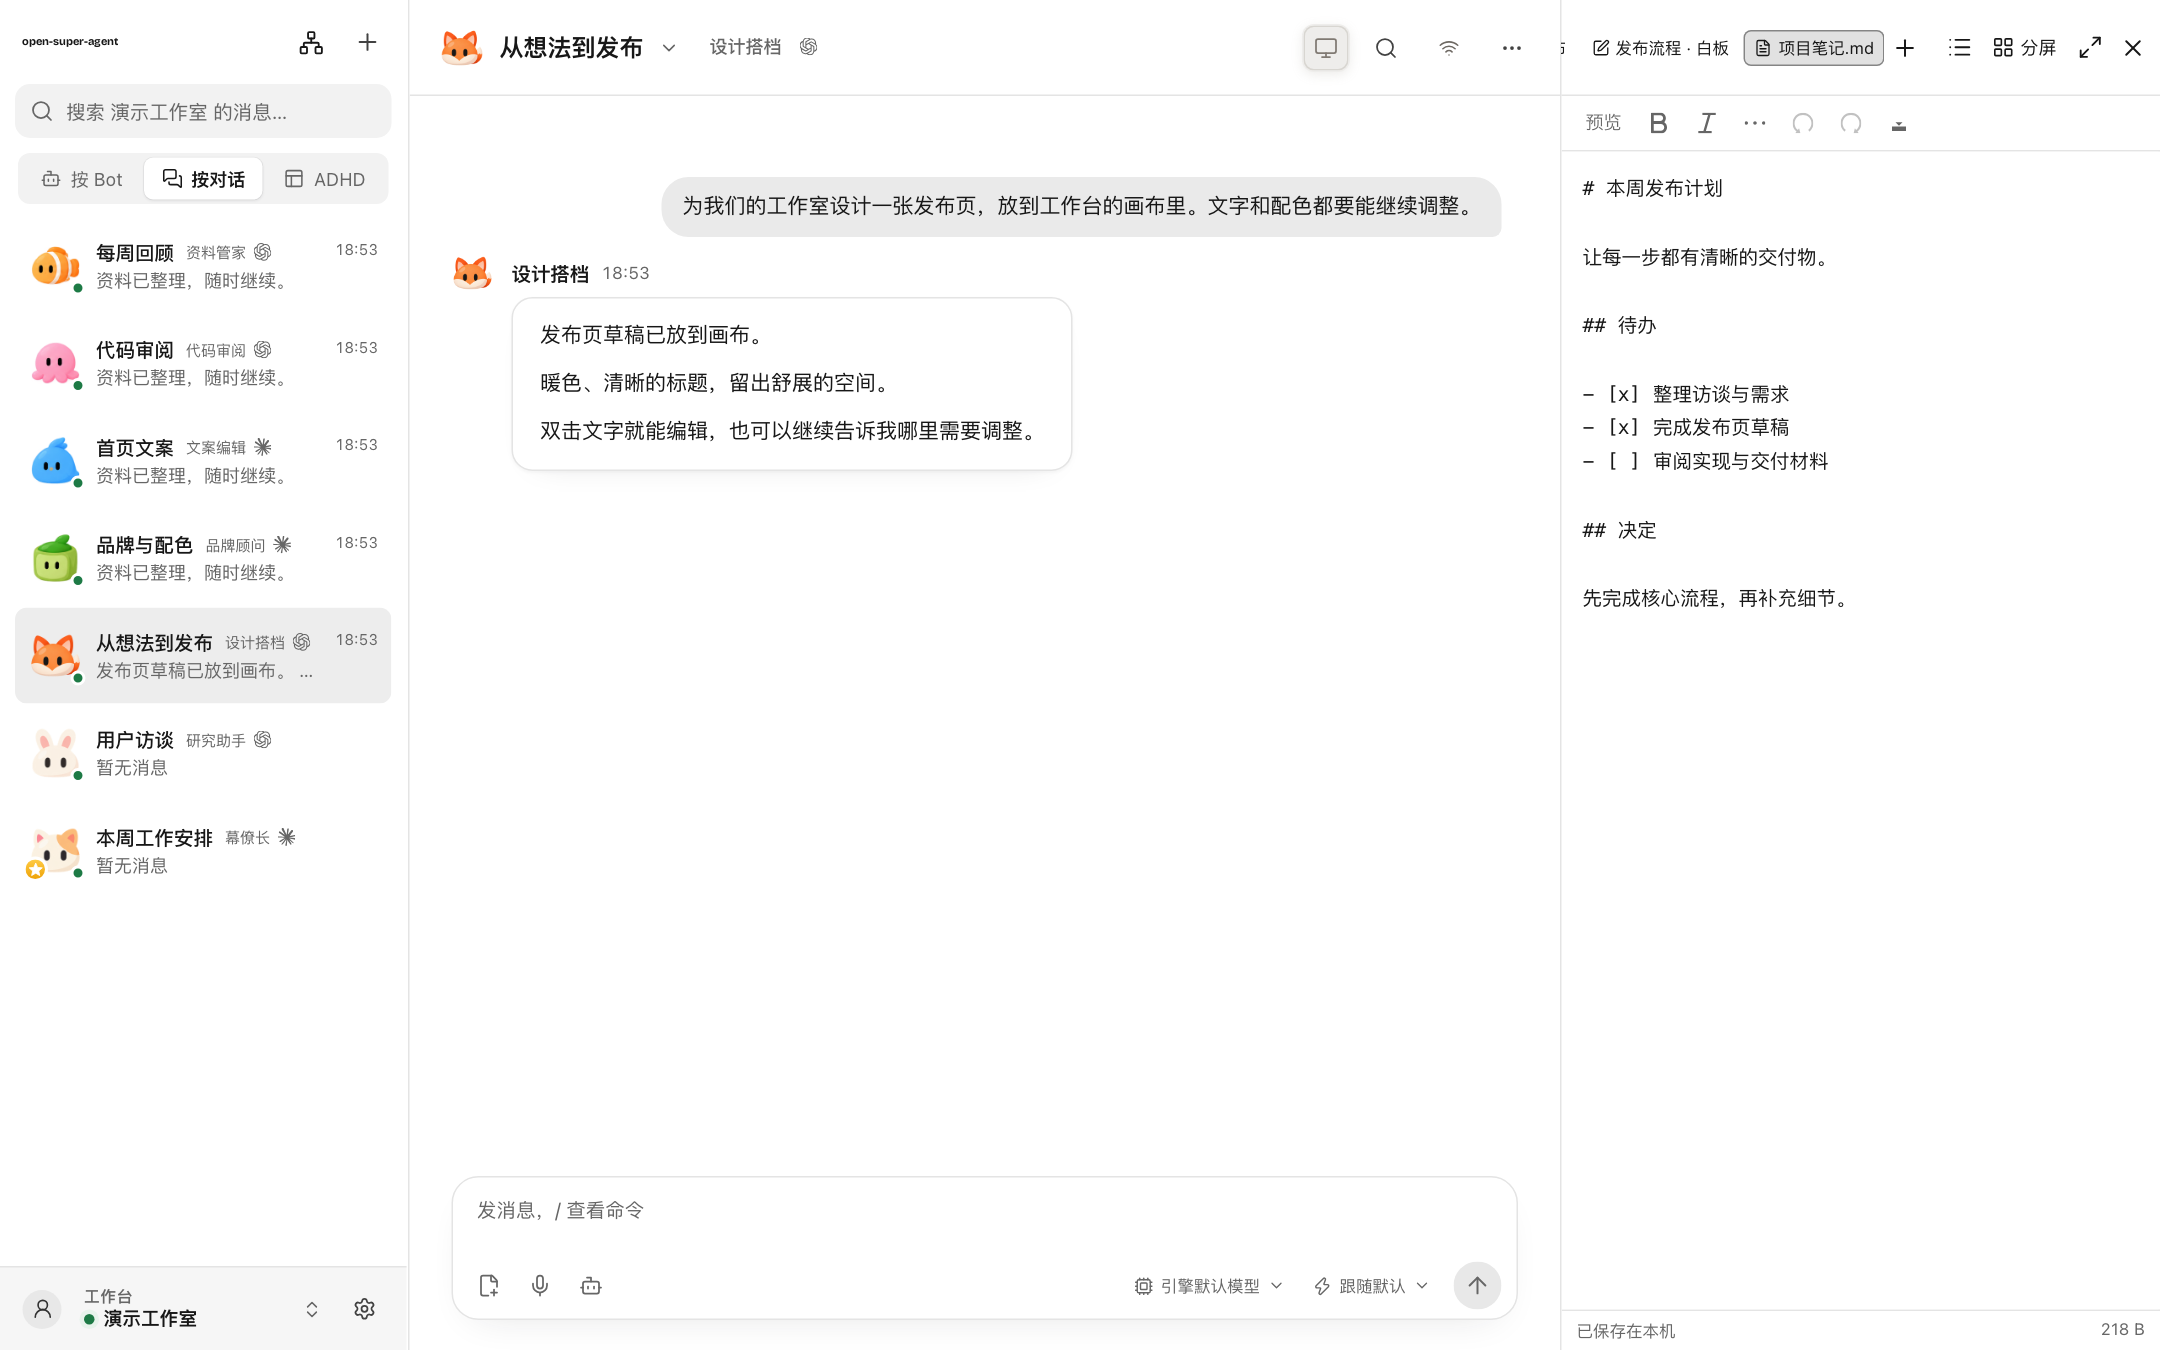 open-super-agent
搜索 演示工作室 的消息...
按 Bot
按对话
ADHD
每周回顾 资料管家 18:53
资料已整理，随时继续。
代码审阅 代码审阅 18:53
资料已整理，随时继续。
首页文案 文案编辑 18:53
资料已整理，随时继续。
品牌与配色 品牌顾问 18:53
资料已整理，随时继续。
从想法到发布 设计搭档 18:53
发布页草稿已放到画布。 ...
用户访谈 研究助手
暂无消息
本周工作安排 幕僚长
暂无消息
工作台
演示工作室
从想法到发布 设计搭档
为我们的工作室设计一张发布页，放到工作台的画布里。文字和配色都要能继续调整。
设计搭档 18:53
发布页草稿已放到画布。
暖色、清晰的标题，留出舒展的空间。
双击文字就能编辑，也可以继续告诉我哪里需要调整。
发消息，/ 查看命令
引擎默认模型
跟随默认
发布流程 · 白板
项目笔记.md
分屏
预览
# 本周发布计划
让每一步都有清晰的交付物。
## 待办
- [x] 整理访谈与需求
- [x] 完成发布页草稿
- [ ] 审阅实现与交付材料
## 决定
先完成核心流程，再补充细节。
已保存在本机
218 B